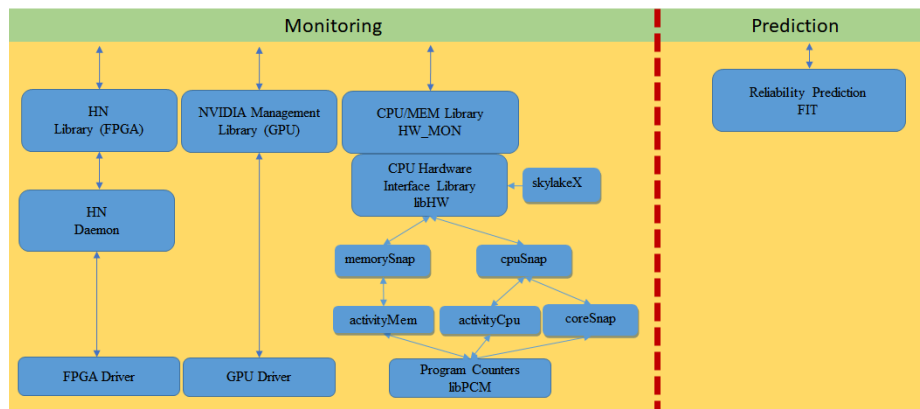 Monitoring
Prediction
HN
Library (FPGA)
NVIDIA Management
Library (GPU)
CPU/MEM Library
HW_MON
Reliability Prediction
FIT
CPU Hardware
Interface Library
libHW
skylakeX
HN
Daemon
memorySnap
cpuSnap
activityMem
activityCpu
coreSnap
FPGA Driver
GPU Driver
Program Counters
libPCM